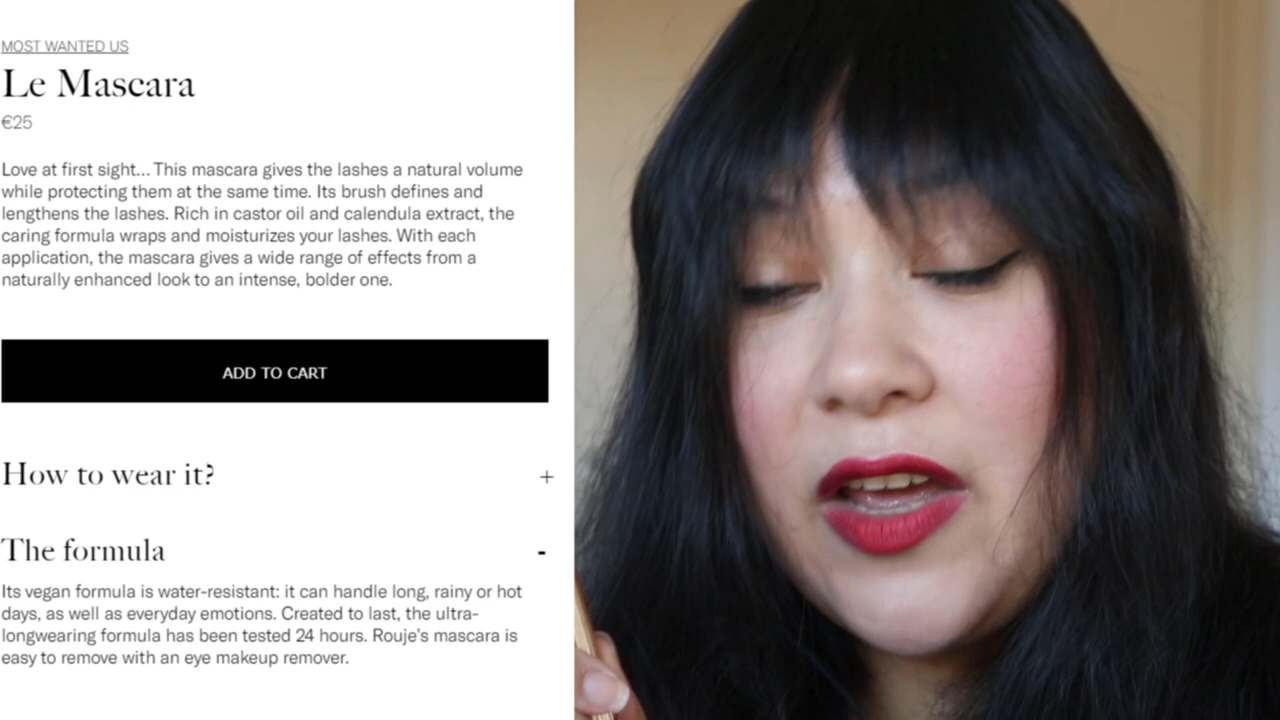 MOST WANTED US
Le Mascara
€25
Love at first sight... This mascara gives the lashes a natural volume
while protecting them at the same time. Its brush defines and
lengthens the lashes. Rich in castor oil and calendula extract, the
caring formula wraps and moisturizes your lashes. With each
application, the mascara gives a wide range of effects from a
naturally enhanced look to an intense, bolder one.
ADD TO CART
How to wear it? +
The formula -
Its vegan formula is water-resistant: it can handle long, rainy or hot
days, as well as everyday emotions. Created to last, the ultra-
longwearing formula has been tested 24 hours. Rouje's mascara is
easy to remove with an eye makeup remover.